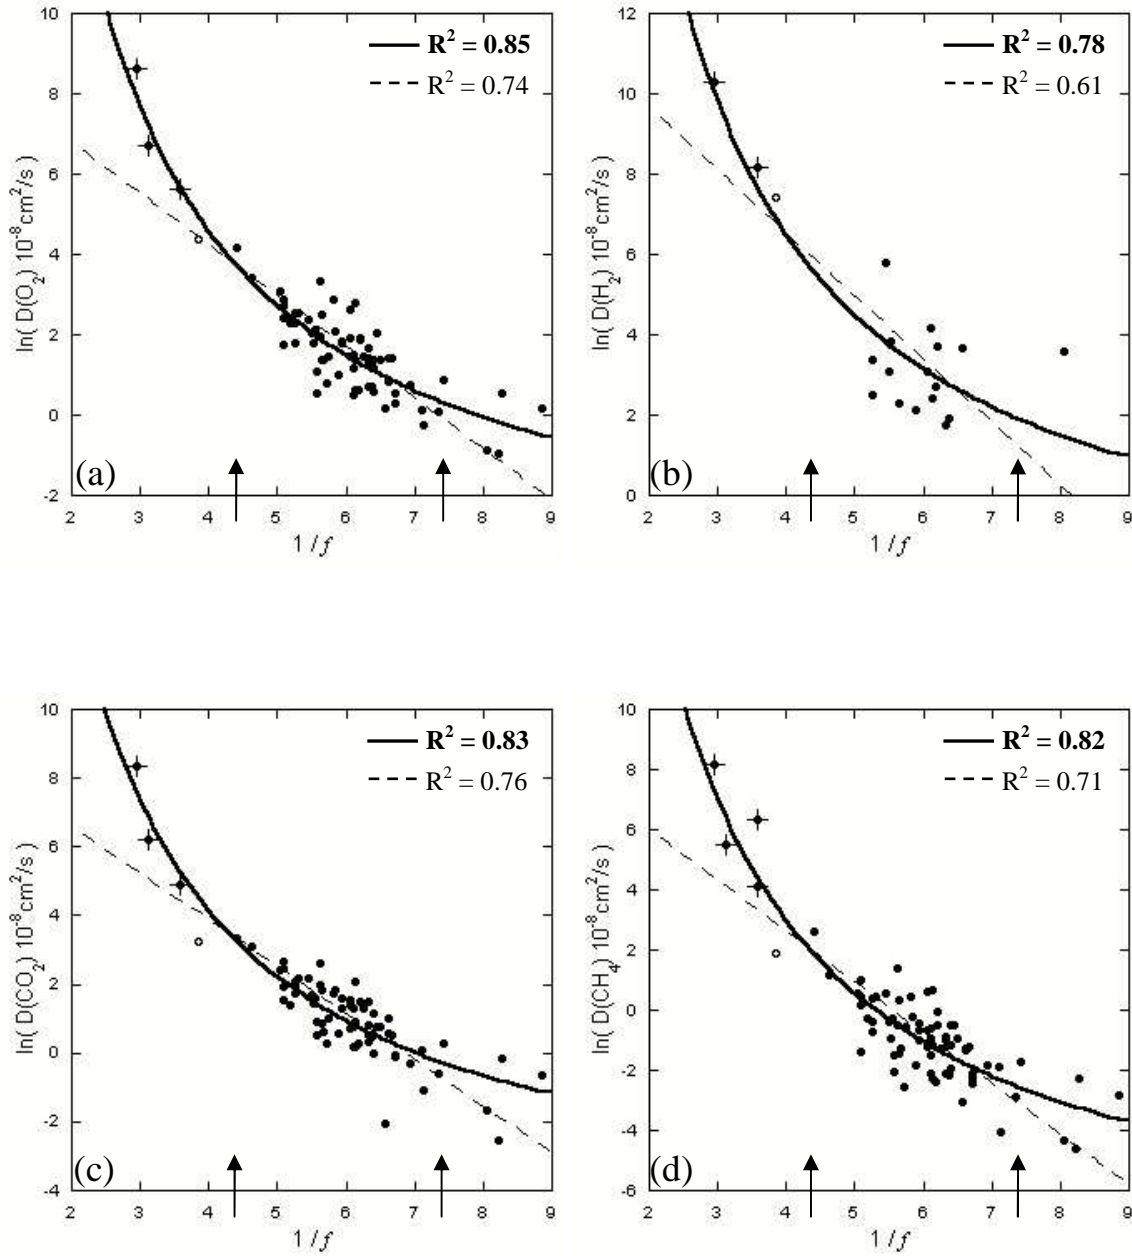 10
8
6
4
2
0
-2
ln( D(O₂) 10⁻⁸cm²/s )
R² = 0.85
R² = 0.74
(a)
2 3 4 5 6 7 8 9
1 / f
12
10
8
6
4
2
0
ln( D(H₂) 10⁻⁸cm²/s )
R² = 0.78
R² = 0.61
(b)
2 3 4 5 6 7 8 9
1 / f
10
8
6
4
2
0
-2
-4
ln( D(CO₂) 10⁻⁸cm²/s )
R² = 0.83
R² = 0.76
(c)
2 3 4 5 6 7 8 9
1 / f
10
8
6
4
2
0
-2
-4
-6
ln( D(CH₄) 10⁻⁸cm²/s )
R² = 0.82
R² = 0.71
(d)
2 3 4 5 6 7 8 9
1 / f